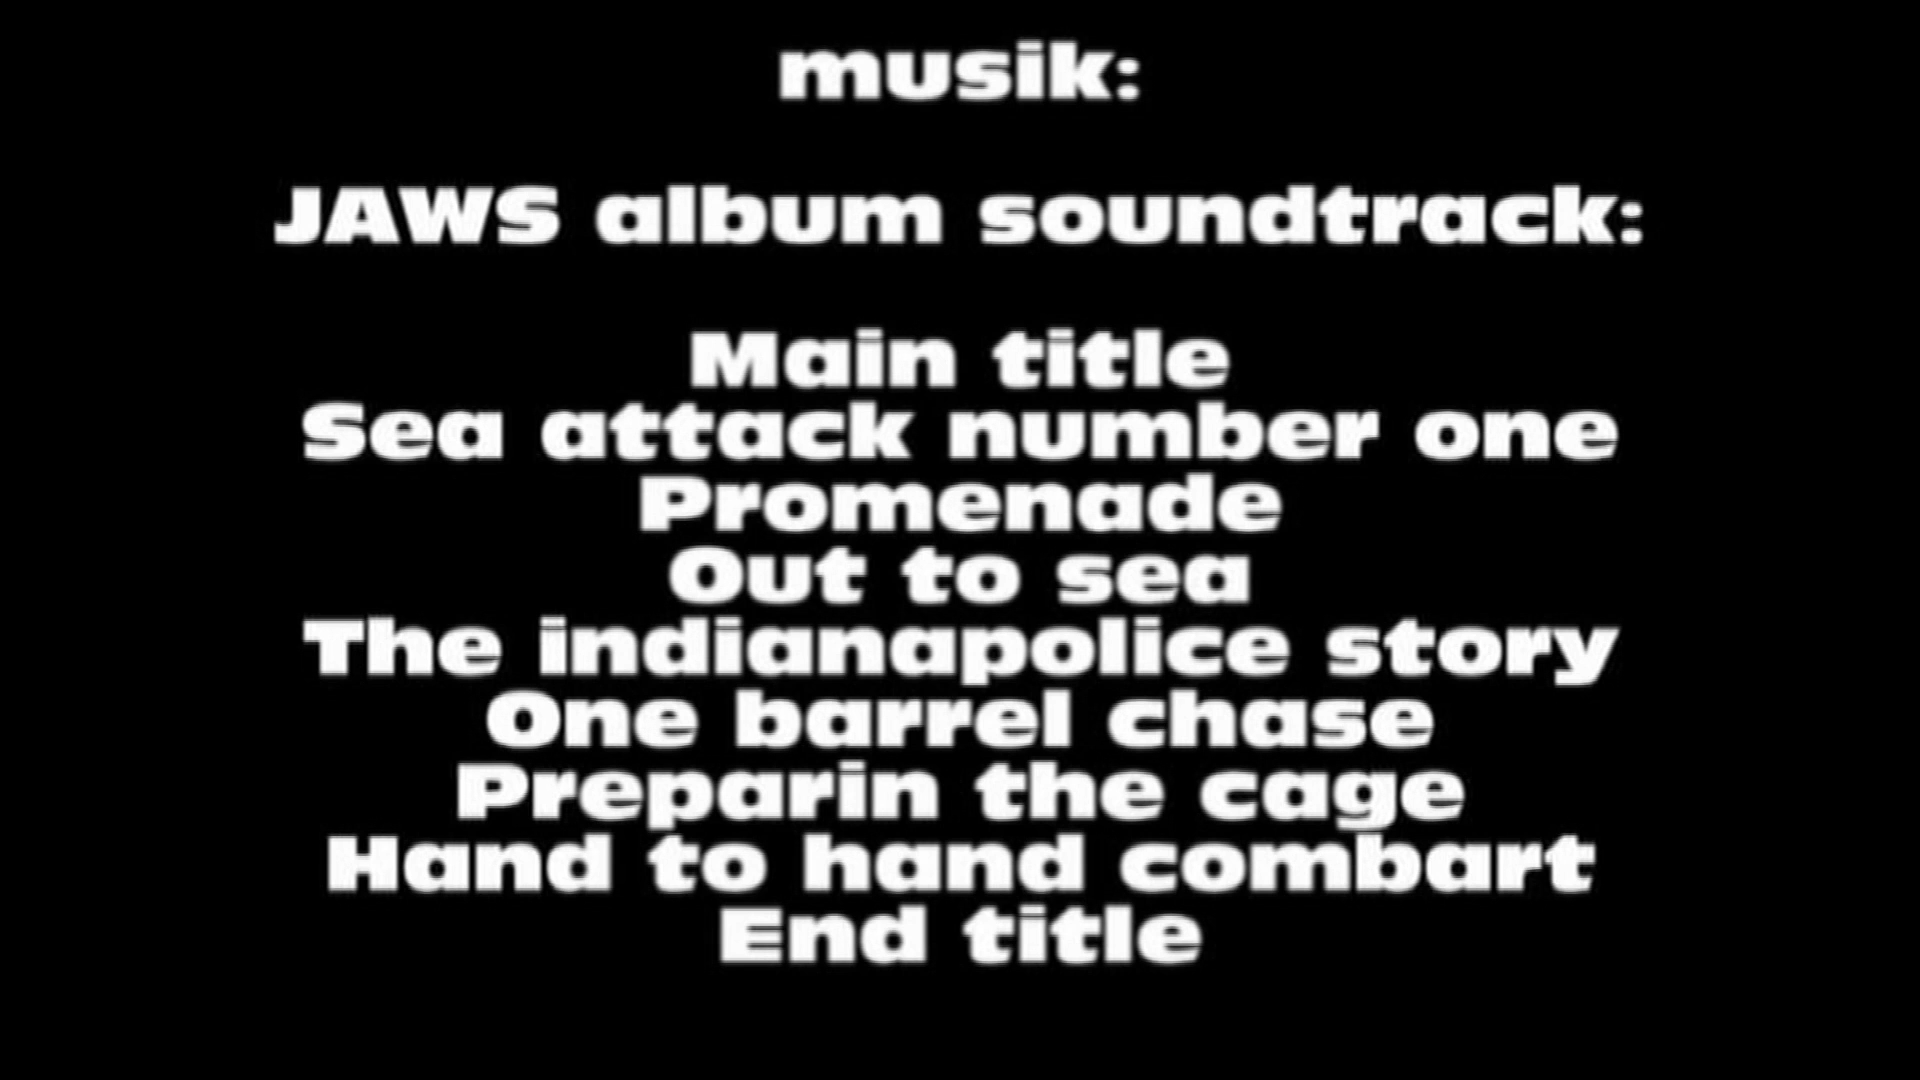 musik:
JAWS album soundtrack:
Main title
Sea attack number one
Promenade
Out to sea
The indianapolice story
One barrel chase
Preparin the cage
Hand to hand combart
End title